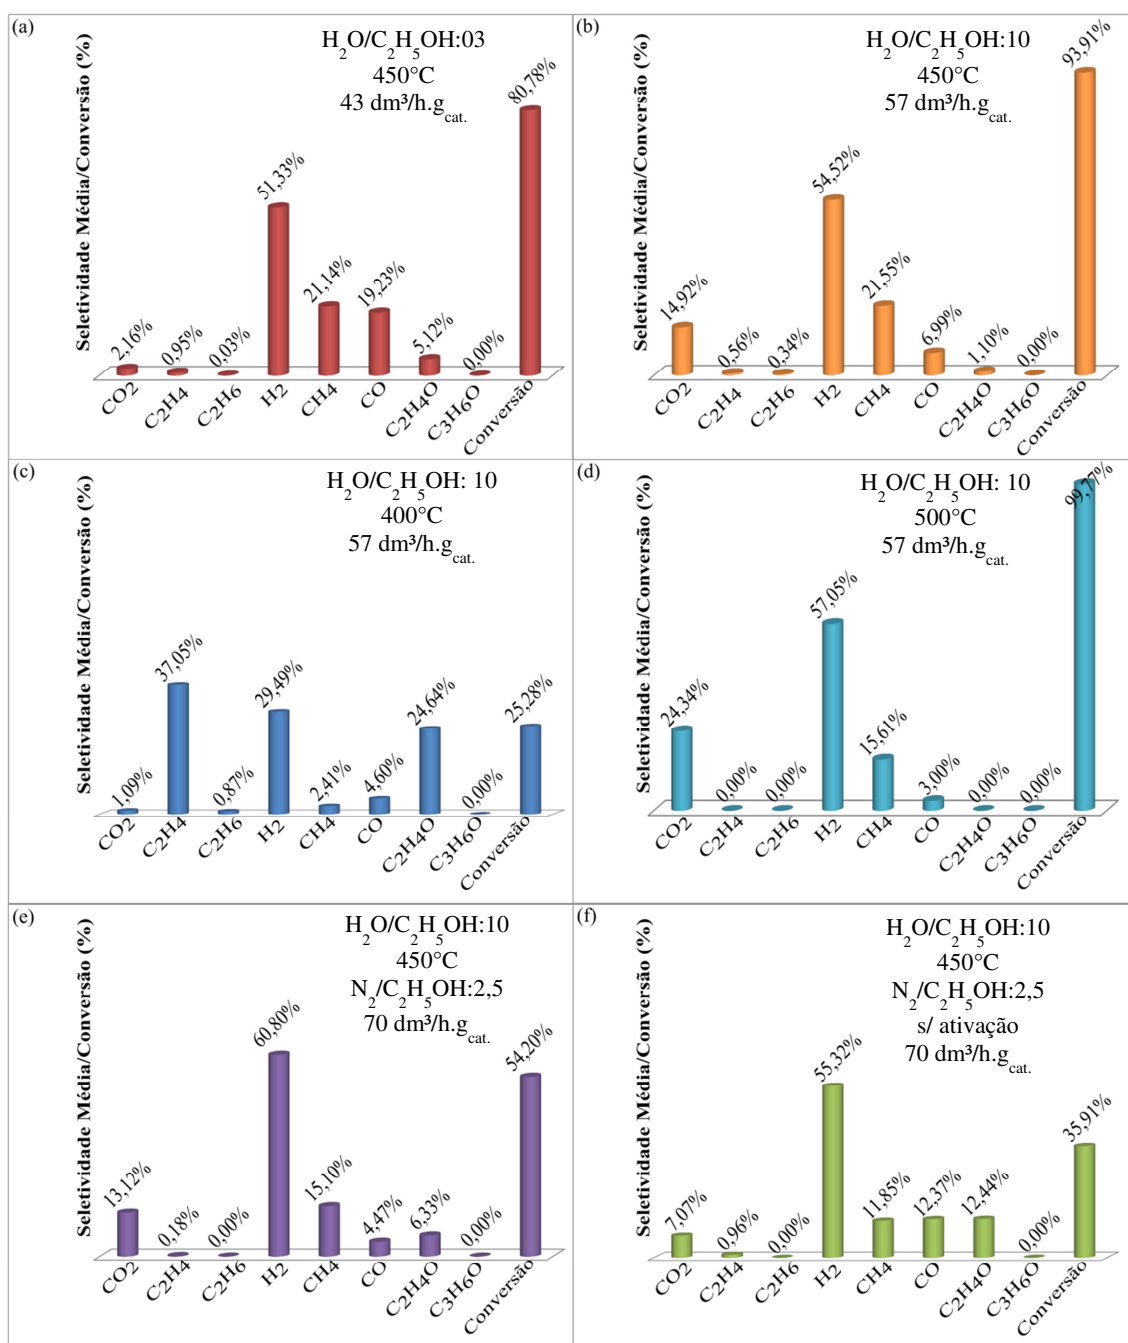 (a)
H₂O/C₂H₅OH:03
450°C
43 dm³/h.g_cat.
Seletividade Média/Conversão (%)
2,16%
0,95%
0,03%
51,33%
21,14%
19,23%
5,12%
0,00%
80,78%
CO2
C2H4
C2H6
H2
CH4
CO
C2H4O
C3H6O
Conversão
(b)
H₂O/C₂H₅OH:10
450°C
57 dm³/h.g_cat.
Seletividade Média/Conversão (%)
14,92%
0,56%
0,34%
54,52%
21,55%
6,99%
1,10%
0,00%
93,91%
CO2
C2H4
C2H6
H2
CH4
CO
C2H4O
C3H6O
Conversão
(c)
H₂O/C₂H₅OH: 10
400°C
57 dm³/h.g_cat.
Seletividade Média/Conversão (%)
1,09%
37,05%
0,87%
29,49%
2,41%
4,60%
24,64%
0,00%
25,28%
CO2
C2H4
C2H6
H2
CH4
CO
C2H4O
C3H6O
Conversão
(d)
H₂O/C₂H₅OH: 10
500°C
57 dm³/h.g_cat.
Seletividade Média/Conversão (%)
24,34%
0,00%
0,00%
57,05%
15,61%
3,00%
0,00%
0,00%
99,77%
CO2
C2H4
C2H6
H2
CH4
CO
C2H4O
C3H6O
Conversão
(e)
H₂O/C₂H₅OH:10
450°C
N₂/C₂H₅OH:2,5
70 dm³/h.g_cat.
Seletividade Média/Conversão (%)
13,12%
0,18%
0,00%
60,80%
15,10%
4,47%
6,33%
0,00%
54,20%
CO2
C2H4
C2H6
H2
CH4
CO
C2H4O
C3H6O
Conversão
(f)
H₂O/C₂H₅OH:10
450°C
N₂/C₂H₅OH:2,5
s/ ativação
70 dm³/h.g_cat.
Seletividade Média/Conversão (%)
7,07%
0,96%
0,00%
55,32%
11,85%
12,37%
12,44%
0,00%
35,91%
CO2
C2H4
C2H6
H2
CH4
CO
C2H4O
C3H6O
Conversão